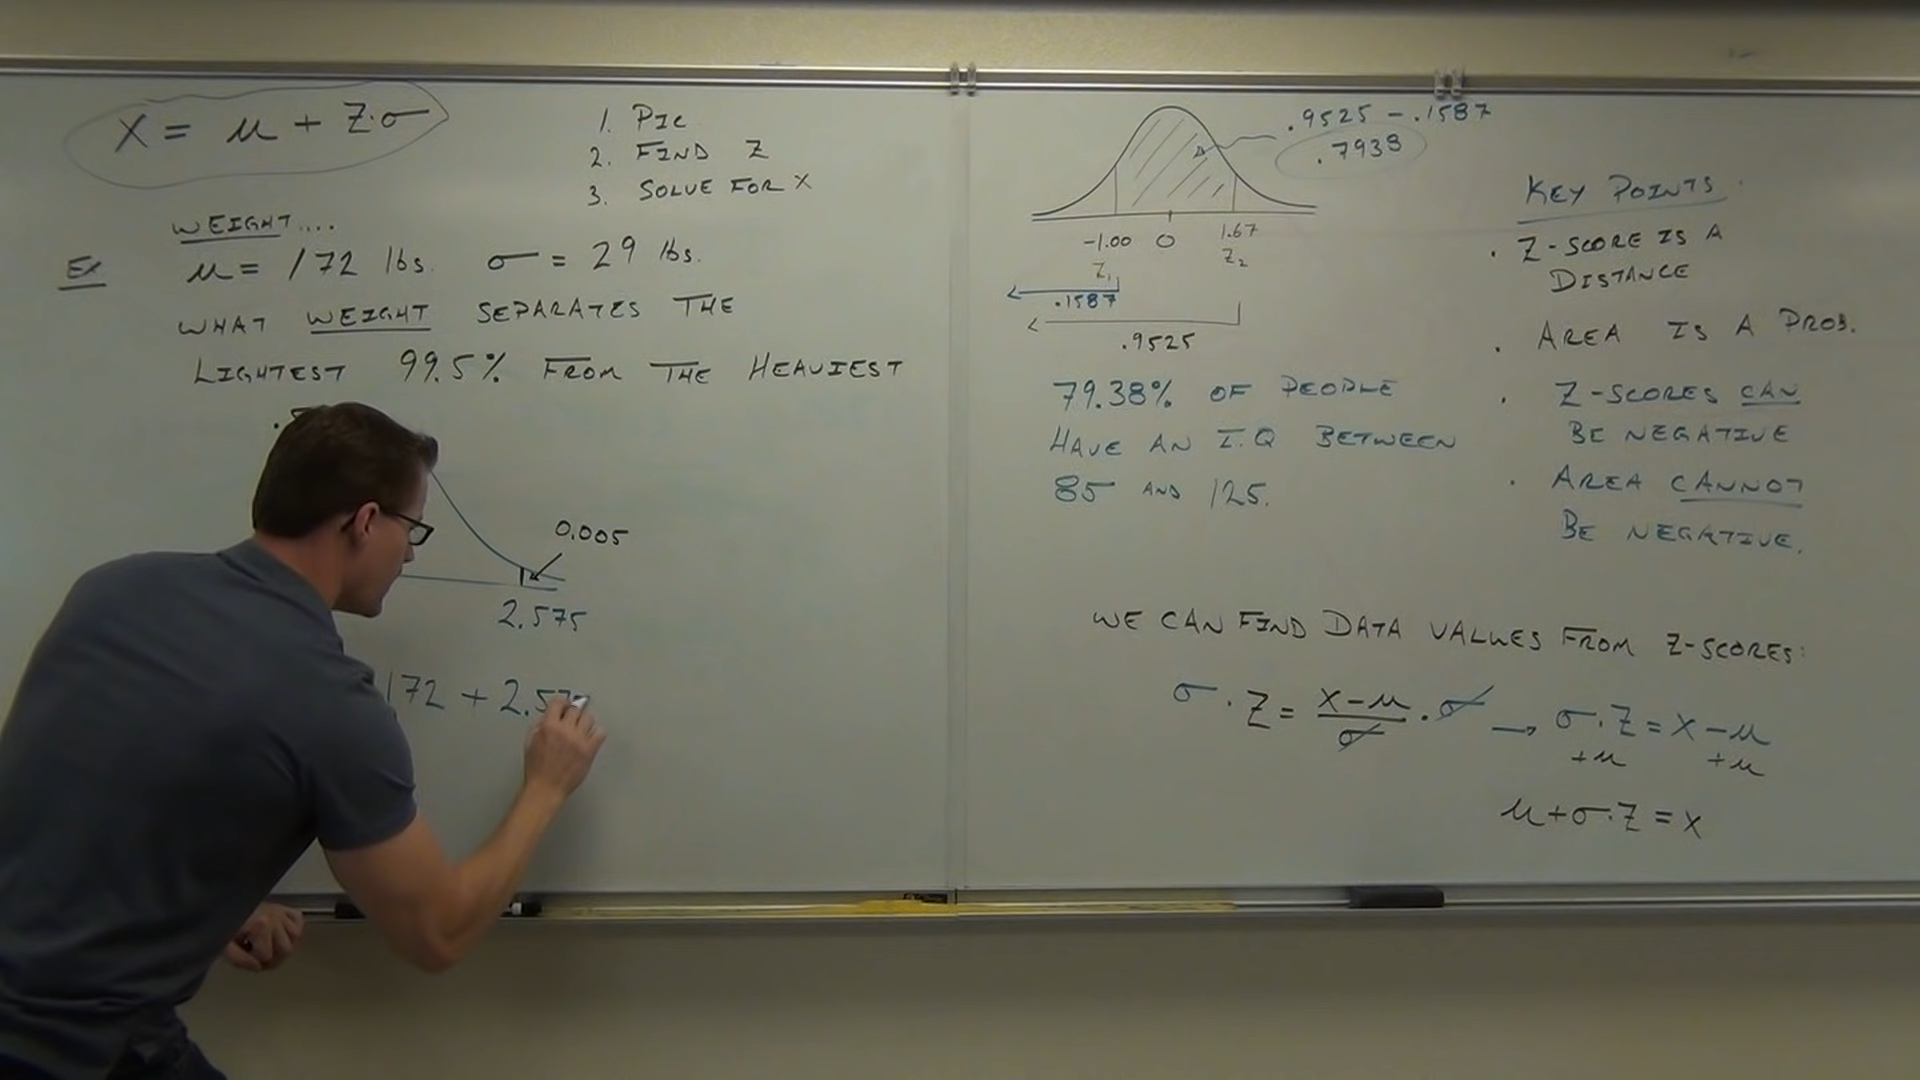 X = μ + Z·σ
1. PIC
2. FIND Z
3. SOLVE FOR X
WEIGHT....
Ex
μ = 172 lbs. σ = 29 lbs.
WHAT WEIGHT SEPARATES THE
LIGHTEST 99.5% FROM THE HEAVIEST
0.005
2.575
172 + 2.57
.9525 - .1587
.7938
-1.00 0 1.67
Z₁ Z₂
.1587
.9525
79.38% OF PEOPLE
HAVE AN I.Q BETWEEN
85 AND 125.
KEY POINTS
· Z-SCORE IS A
DISTANCE
· AREA IS A PROB.
· Z-SCORES CAN
BE NEGATIVE
· AREA CANNOT
BE NEGATIVE.
WE CAN FIND DATA VALUES FROM Z-SCORES:
σ · Z = (X-μ)/σ · σ → σ·Z = X-μ
+μ +μ
μ+σ·Z = X